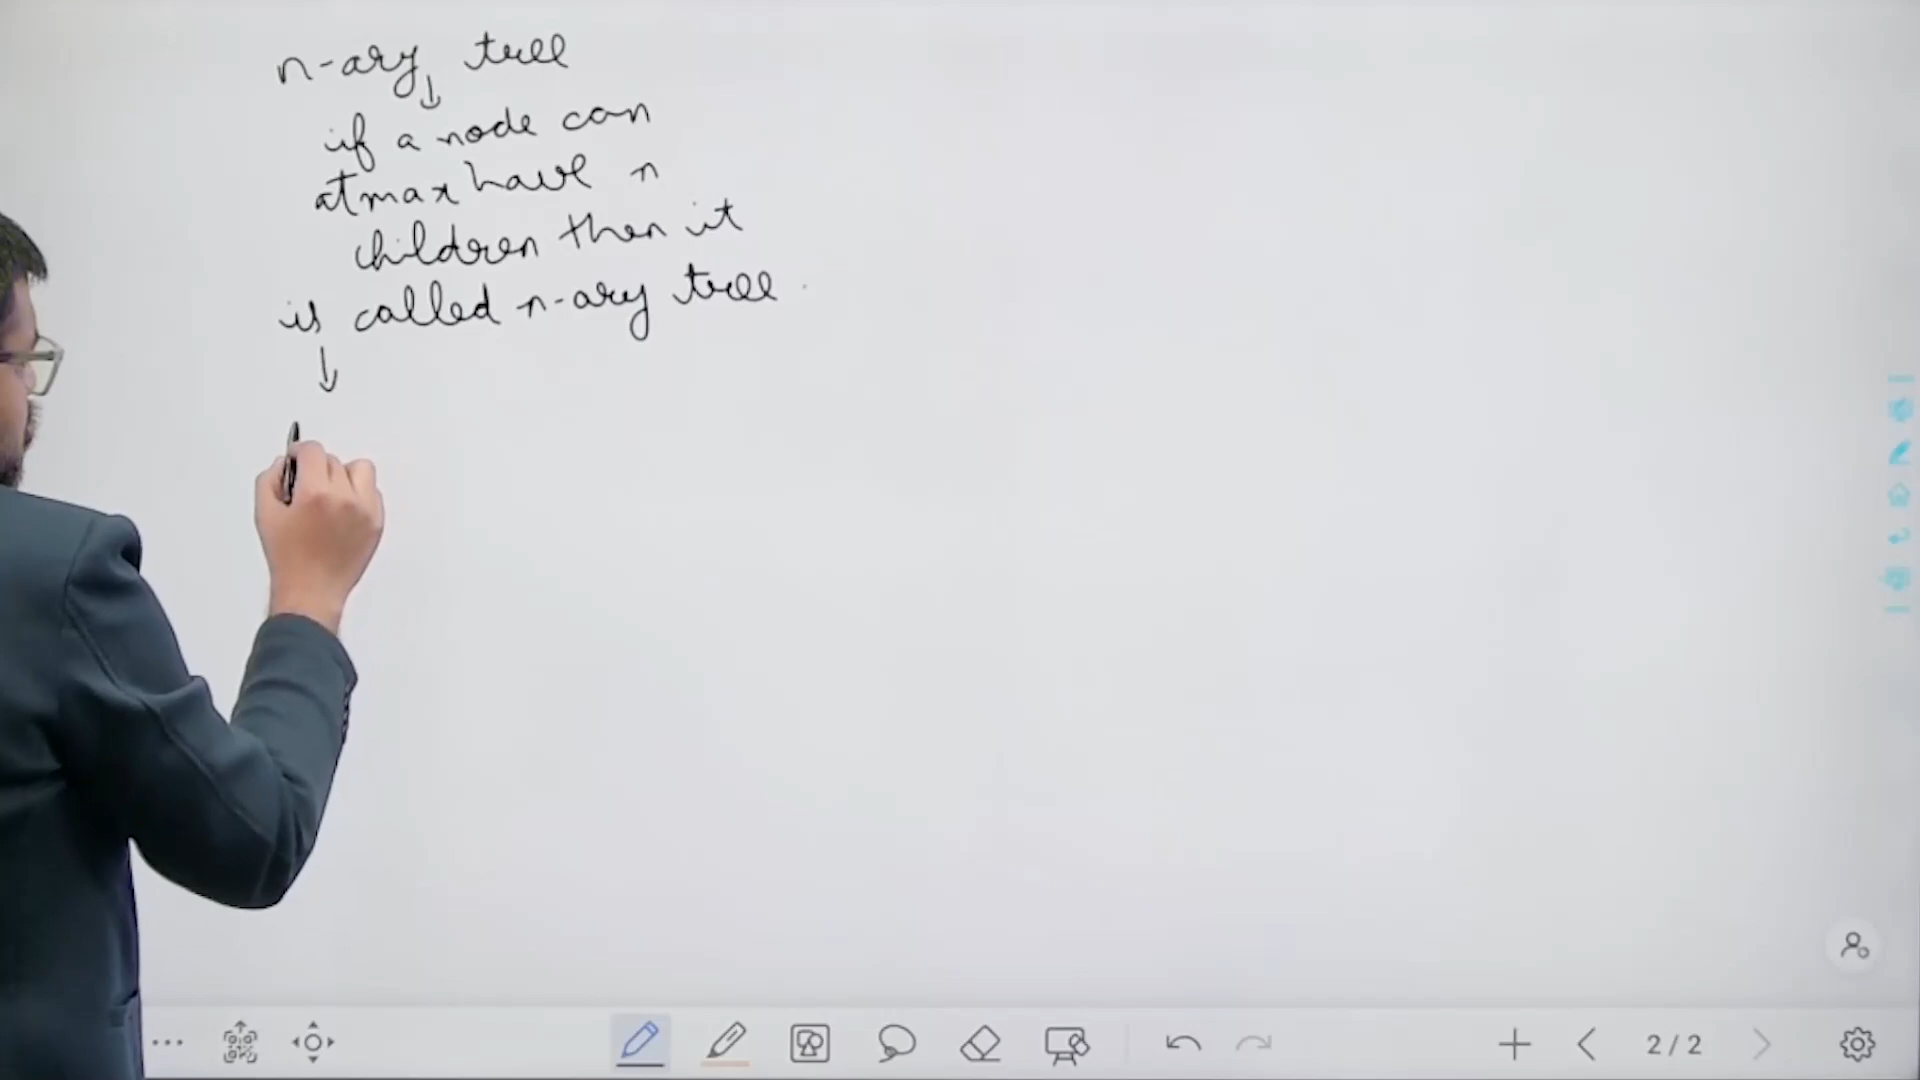 n-ary tree
↓
if a node can
atmax have n
children then it
is called n-ary tree.
↓
2/2